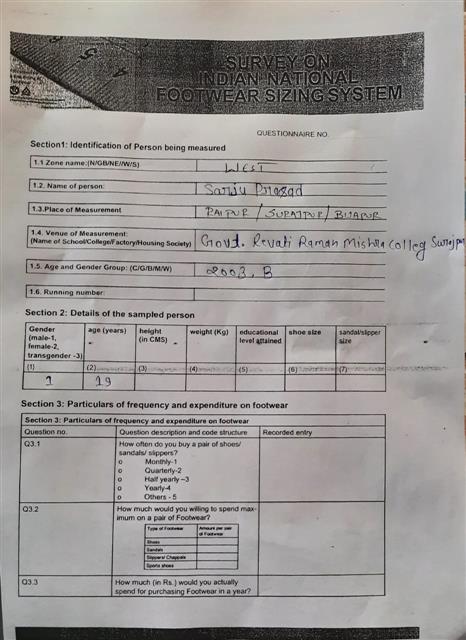 SURVEY ON
INDIAN NATIONAL
FOOTWEAR SIZING SYSTEM
QUESTIONNAIRE NO.
Section1: Identification of Person being measured
1.1 Zone name:(N/GB/NE//W/S) WEST
1.2. Name of person: Sarju Prasad
1.3.Place of Measurement RAIPUR / SURAJPUR / BIJAPUR
1.4. Venue of Measurement: Govt. Revati Raman Mishra Colleg Surajpur
(Name of School/College/Factory/Housing Society)
1.5. Age and Gender Group: (C/G/B/M/W) 2003, B
1.6. Running number:
Section 2: Details of the sampled person
Gender age (years) height weight (Kg) educational shoe size sandal/slipper
(male-1, (in CMS) level attained size
female-2,
transgender -3)
(1) (2) (3) (4) (5) (6) (7)
1 19
Section 3: Particulars of frequency and expenditure on footwear
Section 3: Particulars of frequency and expenditure on footwear
Question no. Question description and code structure Recorded entry
Q3.1 How often do you buy a pair of shoes/
sandals/ slippers?
o Monthly-1
o Quarterly-2
o Half yearly –3
o Yearly-4
o Others - 5
Q3.2 How much would you willing to spend max-
imum on a pair of Footwear?
Type of Footwear Amount per pair
of Footwear
Shoes
Sandals
Slippers/ Chappals
Sports shoes
Q3.3 How much (in Rs.) would you actually
spend for purchasing Footwear in a year?